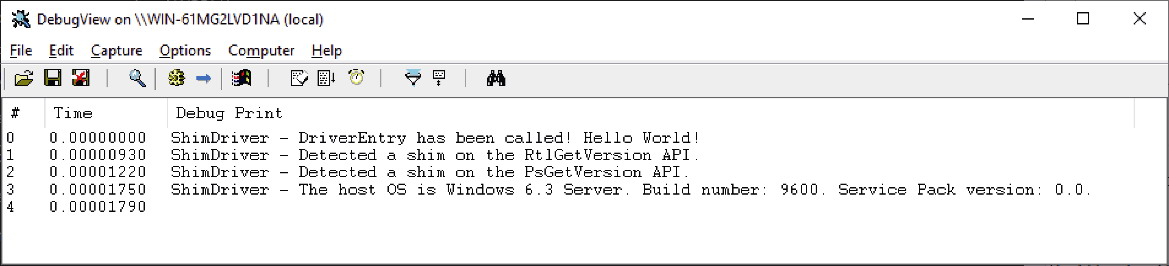 DebugView on \\WIN-61MG2LVD1NA (local)
File Edit Capture Options Computer Help
# Time Debug Print
0 0.00000000 ShimDriver - DriverEntry has been called! Hello World!
1 0.00000930 ShimDriver - Detected a shim on the RtlGetVersion API.
2 0.00001220 ShimDriver - Detected a shim on the PsGetVersion API.
3 0.00001750 ShimDriver - The host OS is Windows 6.3 Server. Build number: 9600. Service Pack version: 0.0.
4 0.00001790